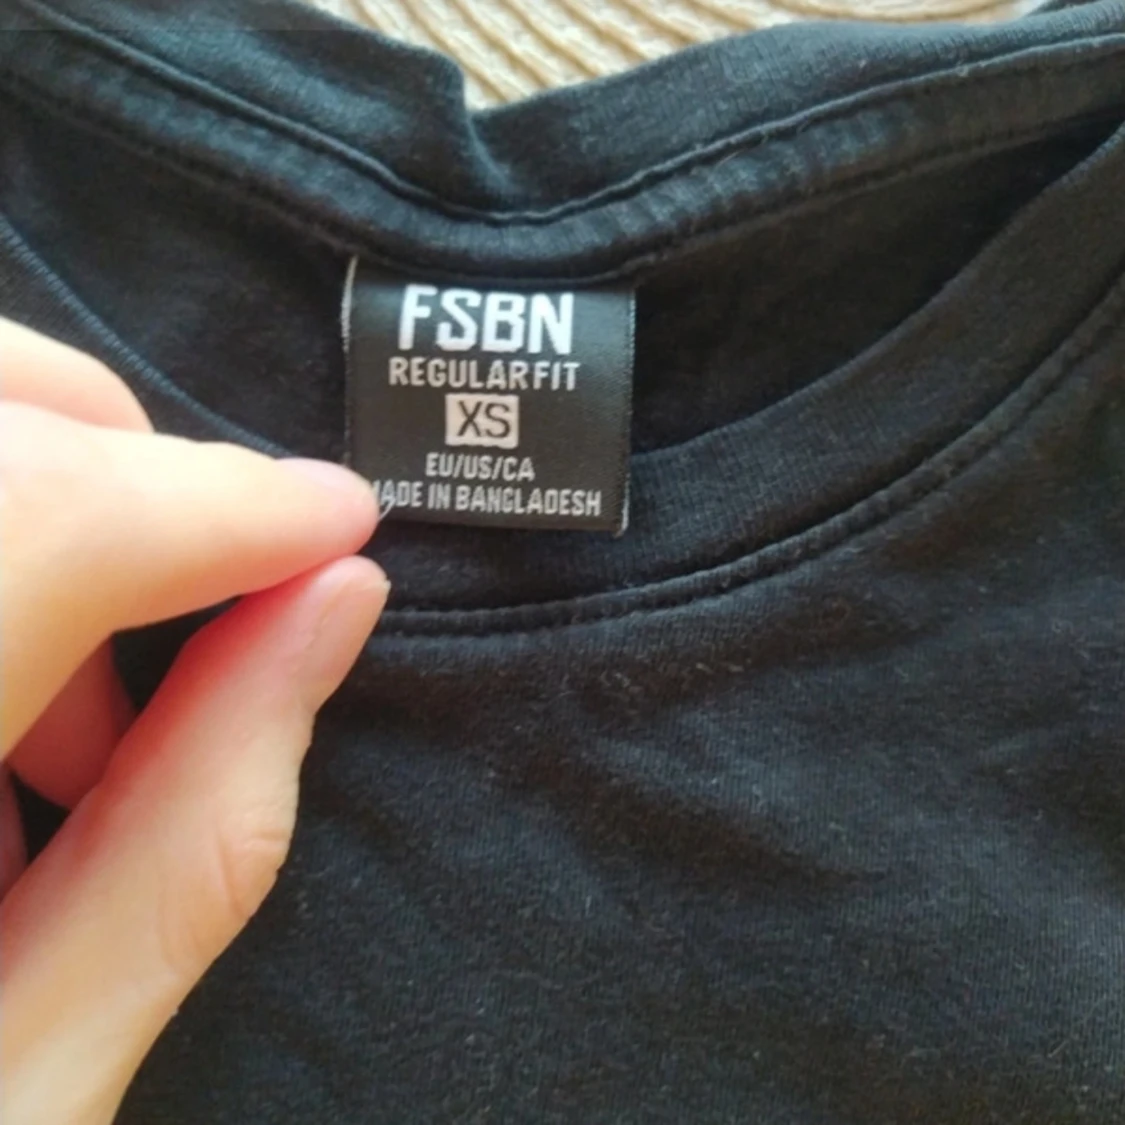 FSBN
REGULAR FIT
XS
EU/US/CA
MADE IN BANGLADESH